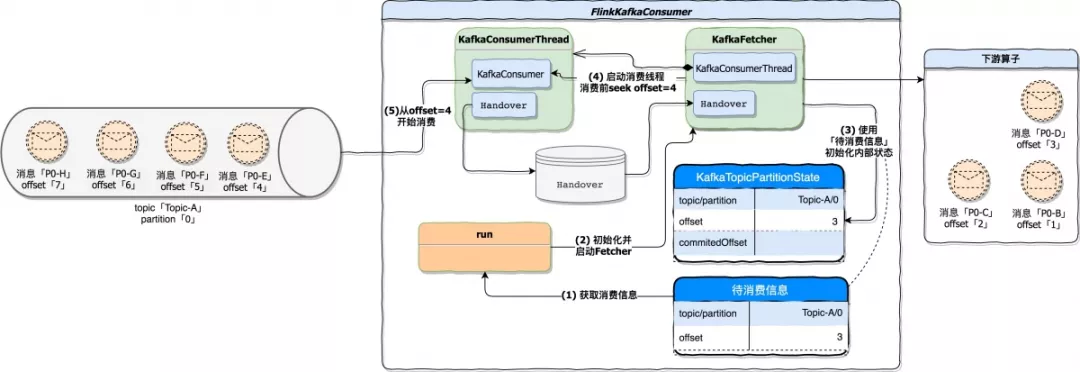 FlinkKafkaConsumer
KafkaConsumerThread
KafkaConsumer
Handover
KafkaFetcher
KafkaConsumerThread
Handover
(4) 启动消费线程
消费前seek offset=4
(5)从offset=4
开始消费
Handover
(3) 使用
「待消费信息」
初始化内部状态
下游算子
消息「P0-D」
offset「3」
消息「P0-C」
offset「2」
消息「P0-B」
offset「1」
消息「P0-H」
offset「7」
消息「P0-G」
offset「6」
消息「P0-F」
offset「5」
消息「P0-E」
offset「4」
topic「Topic-A」
partition「0」
KafkaTopicPartitionState
topic/partition Topic-A/0
offset 3
commitedOffset
run
(2) 初始化并
启动Fetcher
(1) 获取消费信息
待消费信息
topic/partition Topic-A/0
offset 3